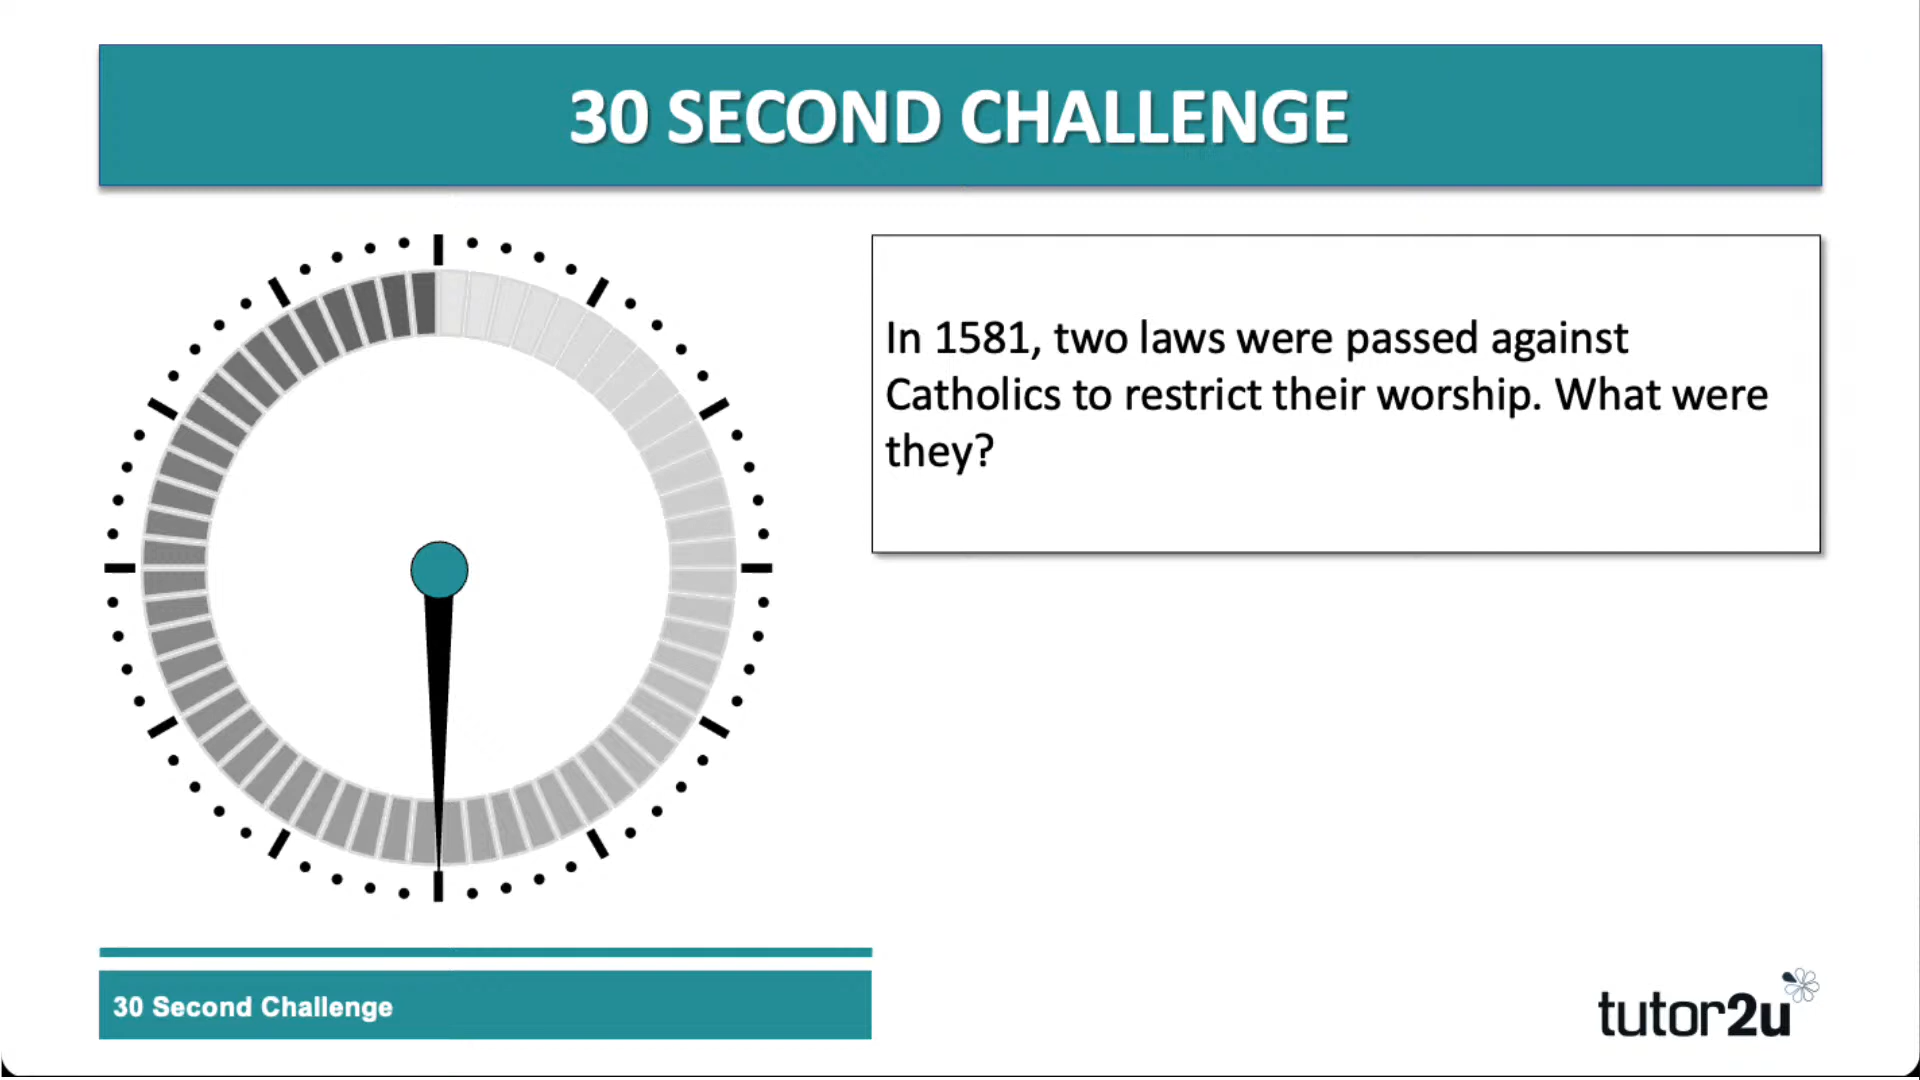 30 SECOND CHALLENGE
In 1581, two laws were passed against
Catholics to restrict their worship. What were
they?
30 Second Challenge
tutor2u